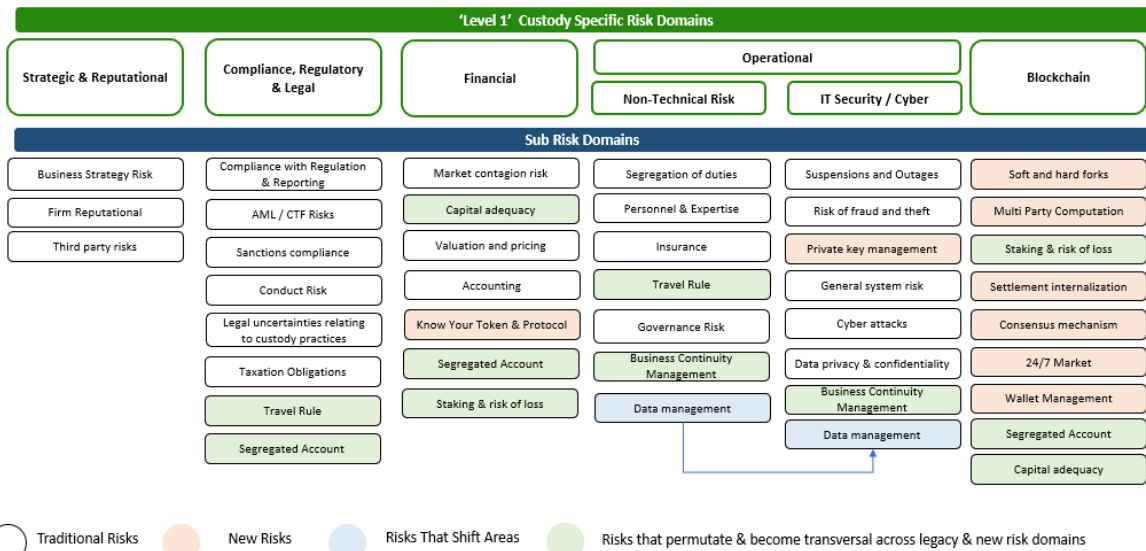 'Level 1' Custody Specific Risk Domains
Strategic & Reputational
Compliance, Regulatory
& Legal
Financial
Operational
Non-Technical Risk
IT Security / Cyber
Blockchain
Sub Risk Domains
Business Strategy Risk
Firm Reputational
Third party risks
Compliance with Regulation
& Reporting
AML / CTF Risks
Sanctions compliance
Conduct Risk
Legal uncertainties relating
to custody practices
Taxation Obligations
Travel Rule
Segregated Account
Market contagion risk
Capital adequacy
Valuation and pricing
Accounting
Know Your Token & Protocol
Segregated Account
Staking & risk of loss
Segregation of duties
Personnel & Expertise
Insurance
Travel Rule
Governance Risk
Business Continuity
Management
Data management
Suspensions and Outages
Risk of fraud and theft
Private key management
General system risk
Cyber attacks
Data privacy & confidentiality
Business Continuity
Management
Data management
Soft and hard forks
Multi Party Computation
Staking & risk of loss
Settlement internalization
Consensus mechanism
24/7 Market
Wallet Management
Segregated Account
Capital adequacy
Traditional Risks
New Risks
Risks That Shift Areas
Risks that permutate & become transversal across legacy & new risk domains